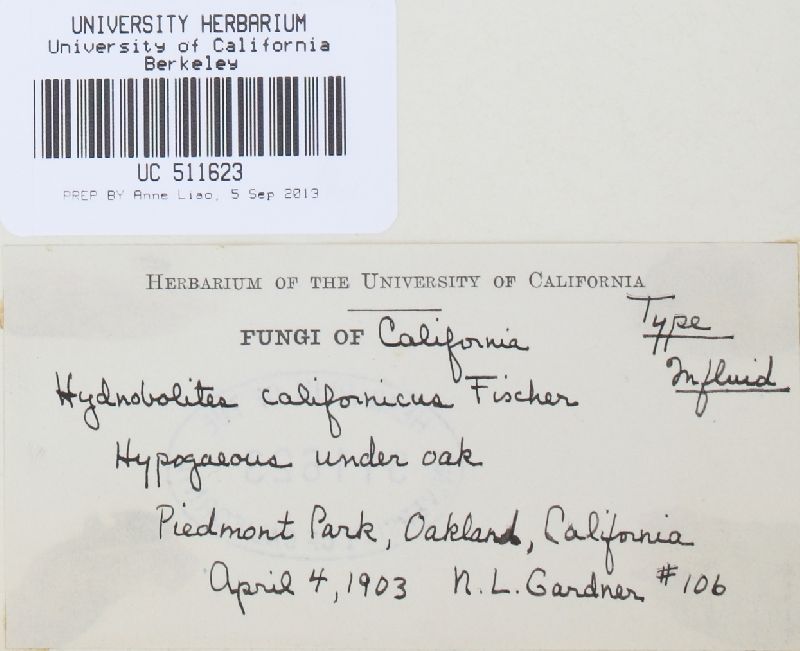 UNIVERSITY HERBARIUM
University of California
Berkeley
UC 511623
PREP BY Anne Liao, 5 Sep 2013
HERBARIUM OF THE UNIVERSITY OF CALIFORNIA
FUNGI OF California
Type
In fluid
Hydnobolites californicus Fischer
Hypogaeous under oak
Piedmont Park, Oakland, California
April 4, 1903 N. L. Gardner #106